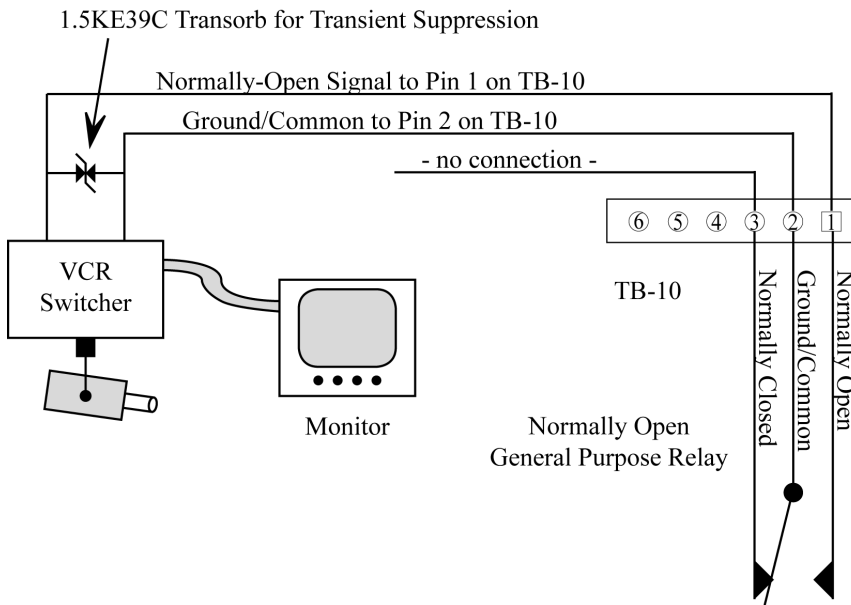 1.5KE39C Transorb for Transient Suppression
Normally-Open Signal to Pin 1 on TB-10
Ground/Common to Pin 2 on TB-10
- no connection -
6 5 4 3 2 1
VCR
Switcher
TB-10
Normally Closed
Ground/Common
Normally Open
Monitor
Normally Open
General Purpose Relay